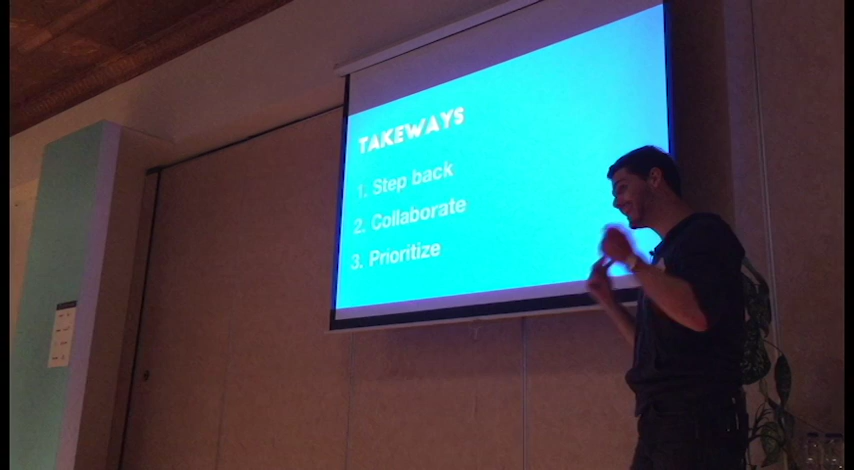 TAKEWAYS
1. Step back
2. Collaborate
3. Prioritize